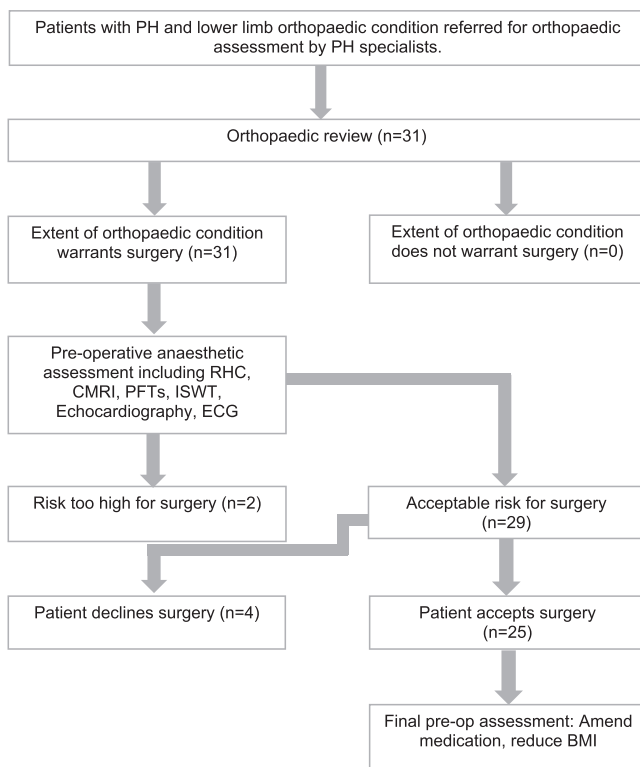 Patients with PH and lower limb orthopaedic condition referred for orthopaedic
assessment by PH specialists.
Orthopaedic review (n=31)
Extent of orthopaedic condition
warrants surgery (n=31)
Extent of orthopaedic condition
does not warrant surgery (n=0)
Pre-operative anaesthetic
assessment including RHC,
CMRI, PFTs, ISWT,
Echocardiography, ECG
Risk too high for surgery (n=2)
Acceptable risk for surgery
(n=29)
Patient declines surgery (n=4)
Patient accepts surgery
(n=25)
Final pre-op assessment: Amend
medication, reduce BMI